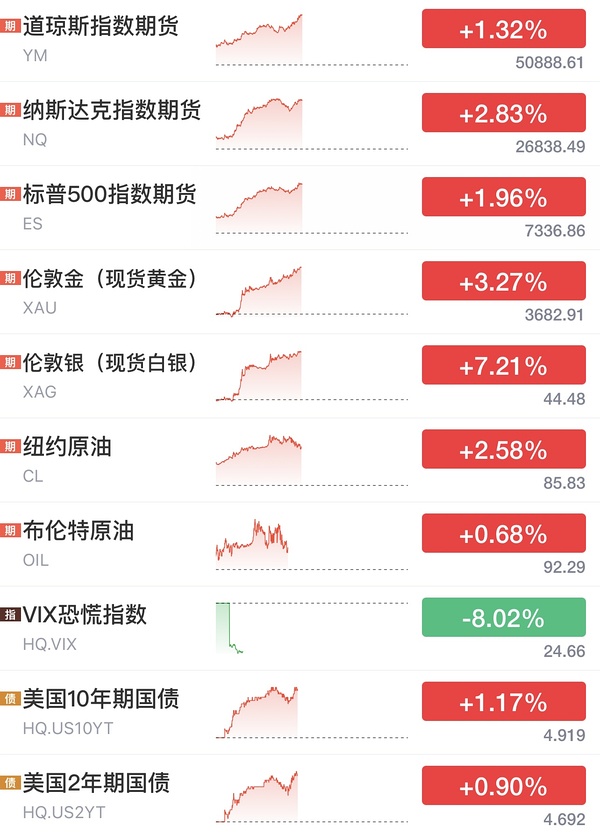 期 道琼斯指数期货
+1.32%
YM
50888.61
期 纳斯达克指数期货
+2.83%
NQ
26838.49
期 标普500指数期货
+1.96%
ES
7336.86
期 伦敦金（现货黄金）
+3.27%
XAU
3682.91
期 伦敦银（现货白银）
+7.21%
XAG
44.48
期 纽约原油
+2.58%
CL
85.83
期 布伦特原油
+0.68%
OIL
92.29
指 VIX恐慌指数
-8.02%
HQ.VIX
24.66
债 美国10年期国债
+1.17%
HQ.US10YT
4.919
债 美国2年期国债
+0.90%
HQ.US2YT
4.692